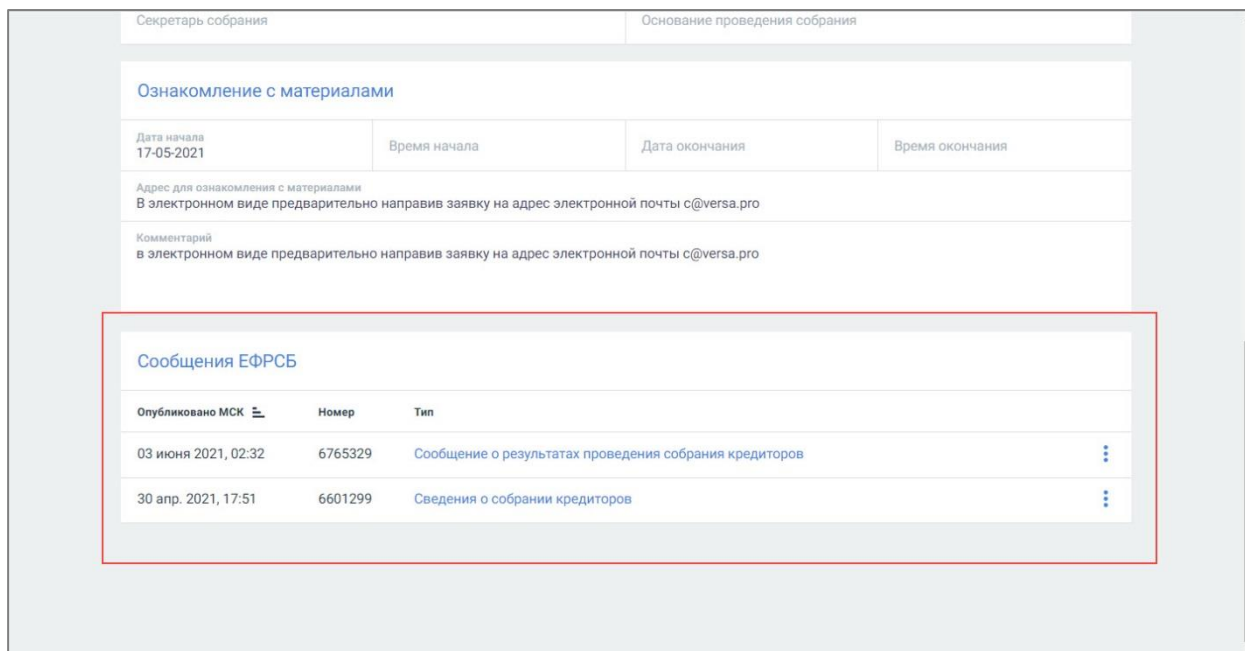 Секретарь собрания Основание проведения собрания
Ознакомление с материалами
Дата начала
17-05-2021 Время начала Дата окончания Время окончания
Адрес для ознакомления с материалами
В электронном виде предварительно направив заявку на адрес электронной почты c@versa.pro
Комментарий
в электронном виде предварительно направив заявку на адрес электронной почты c@versa.pro
Сообщения ЕФРСБ
Опубликовано МСК Номер Тип
03 июня 2021, 02:32 6765329 Сообщение о результатах проведения собрания кредиторов
30 апр. 2021, 17:51 6601299 Сведения о собрании кредиторов